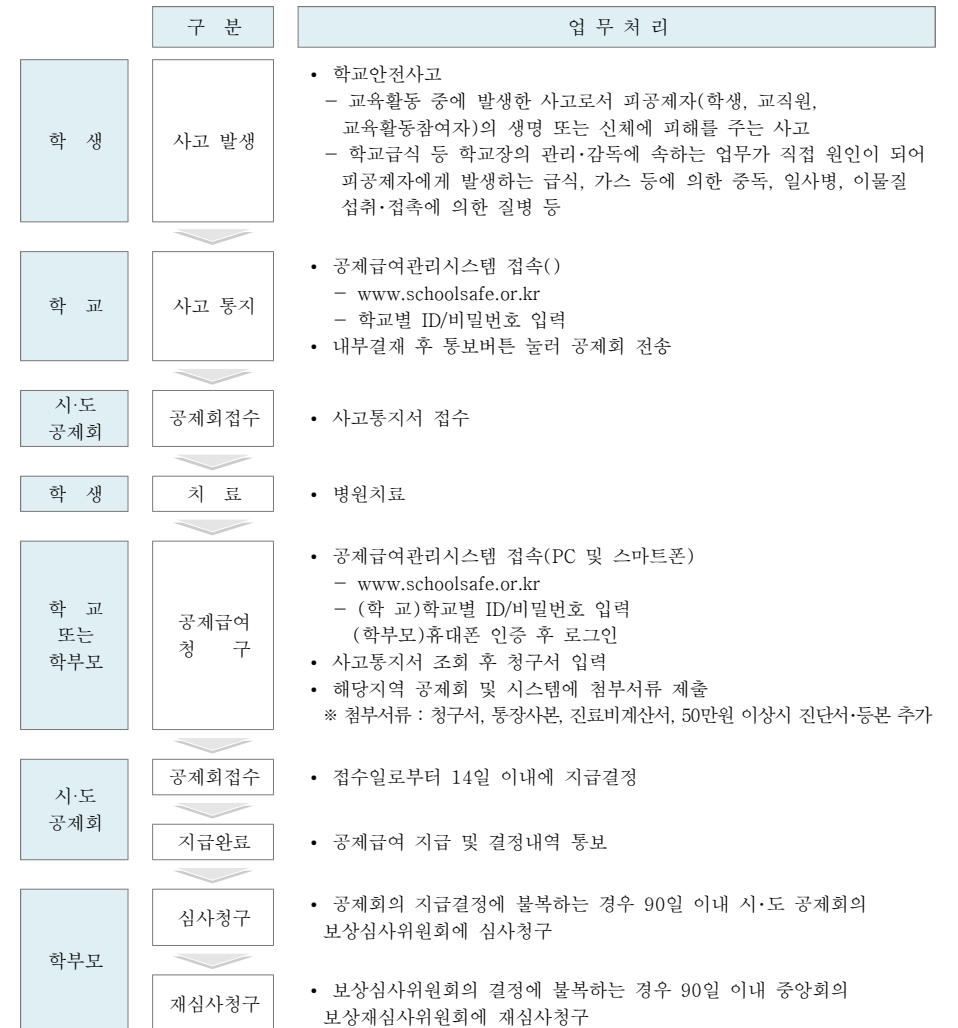 구 분
업 무 처 리
학 생
사고 발생
• 학교안전사고
- 교육활동 중에 발생한 사고로서 피공제자(학생, 교직원,
교육활동참여자)의 생명 또는 신체에 피해를 주는 사고
- 학교급식 등 학교장의 관리·감독에 속하는 업무가 직접 원인이 되어
피공제자에게 발생하는 급식, 가스 등에 의한 중독, 일사병, 이물질
섭취·접촉에 의한 질병 등
학 교
사고 통지
• 공제급여관리시스템 접속()
- www.schoolsafe.or.kr
- 학교별 ID/비밀번호 입력
• 내부결재 후 통보버튼 눌러 공제회 전송
시·도
공제회
공제회접수
• 사고통지서 접수
학 생
치 료
• 병원치료
학 교
또는
학부모
공제급여
청 구
• 공제급여관리시스템 접속(PC 및 스마트폰)
- www.schoolsafe.or.kr
- (학 교)학교별 ID/비밀번호 입력
(학부모)휴대폰 인증 후 로그인
• 사고통지서 조회 후 청구서 입력
• 해당지역 공제회 및 시스템에 첨부서류 제출
※ 첨부서류 : 청구서, 통장사본, 진료비계산서, 50만원 이상시 진단서·등본 추가
시·도
공제회
공제회접수
• 접수일로부터 14일 이내에 지급결정
지급완료
• 공제급여 지급 및 결정내역 통보
학부모
심사청구
• 공제회의 지급결정에 불복하는 경우 90일 이내 시·도 공제회의
보상심사위원회에 심사청구
재심사청구
• 보상심사위원회의 결정에 불복하는 경우 90일 이내 중앙회의
보상재심사위원회에 재심사청구